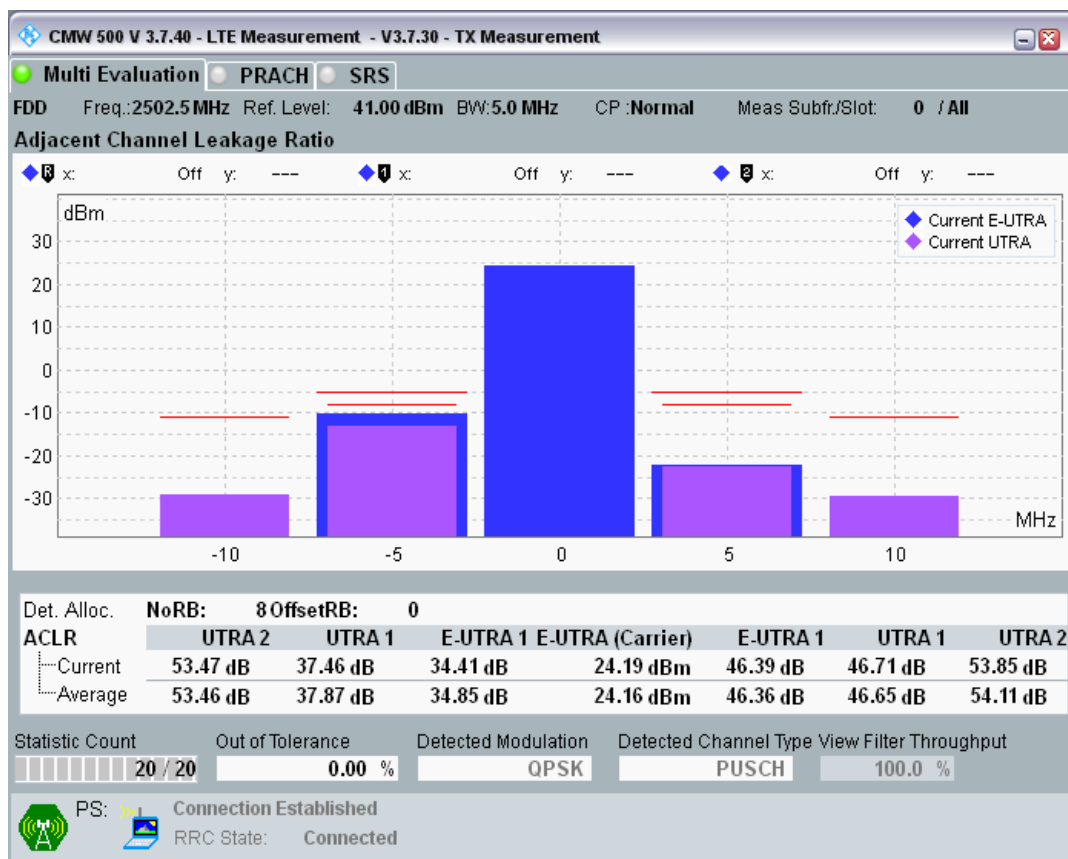 CMW 500 V 3.7.40 - LTE Measurement - V3.7.30 - TX Measurement
Multi Evaluation PRACH SRS
FDD Freq.:2502.5 MHz Ref. Level: 41.00 dBm BW:5.0 MHz CP :Normal Meas Subfr./Slot: 0 / All
Adjacent Channel Leakage Ratio
R x: Off y: --- 1 x: Off y: --- 2 x: Off y: ---
dBm
Current E-UTRA
Current UTRA
30
20
10
0
-10
-20
-30
MHz
-10 -5 0 5 10
Det. Alloc. NoRB: 8 OffsetRB: 0
ACLR UTRA 2 UTRA 1 E-UTRA 1 E-UTRA (Carrier) E-UTRA 1 UTRA 1 UTRA 2
Current 53.47 dB 37.46 dB 34.41 dB 24.19 dBm 46.39 dB 46.71 dB 53.85 dB
Average 53.46 dB 37.87 dB 34.85 dB 24.16 dBm 46.36 dB 46.65 dB 54.11 dB
Statistic Count Out of Tolerance Detected Modulation Detected Channel Type View Filter Throughput
20 / 20 0.00 % QPSK PUSCH 100.0 %
PS: Connection Established
RRC State: Connected